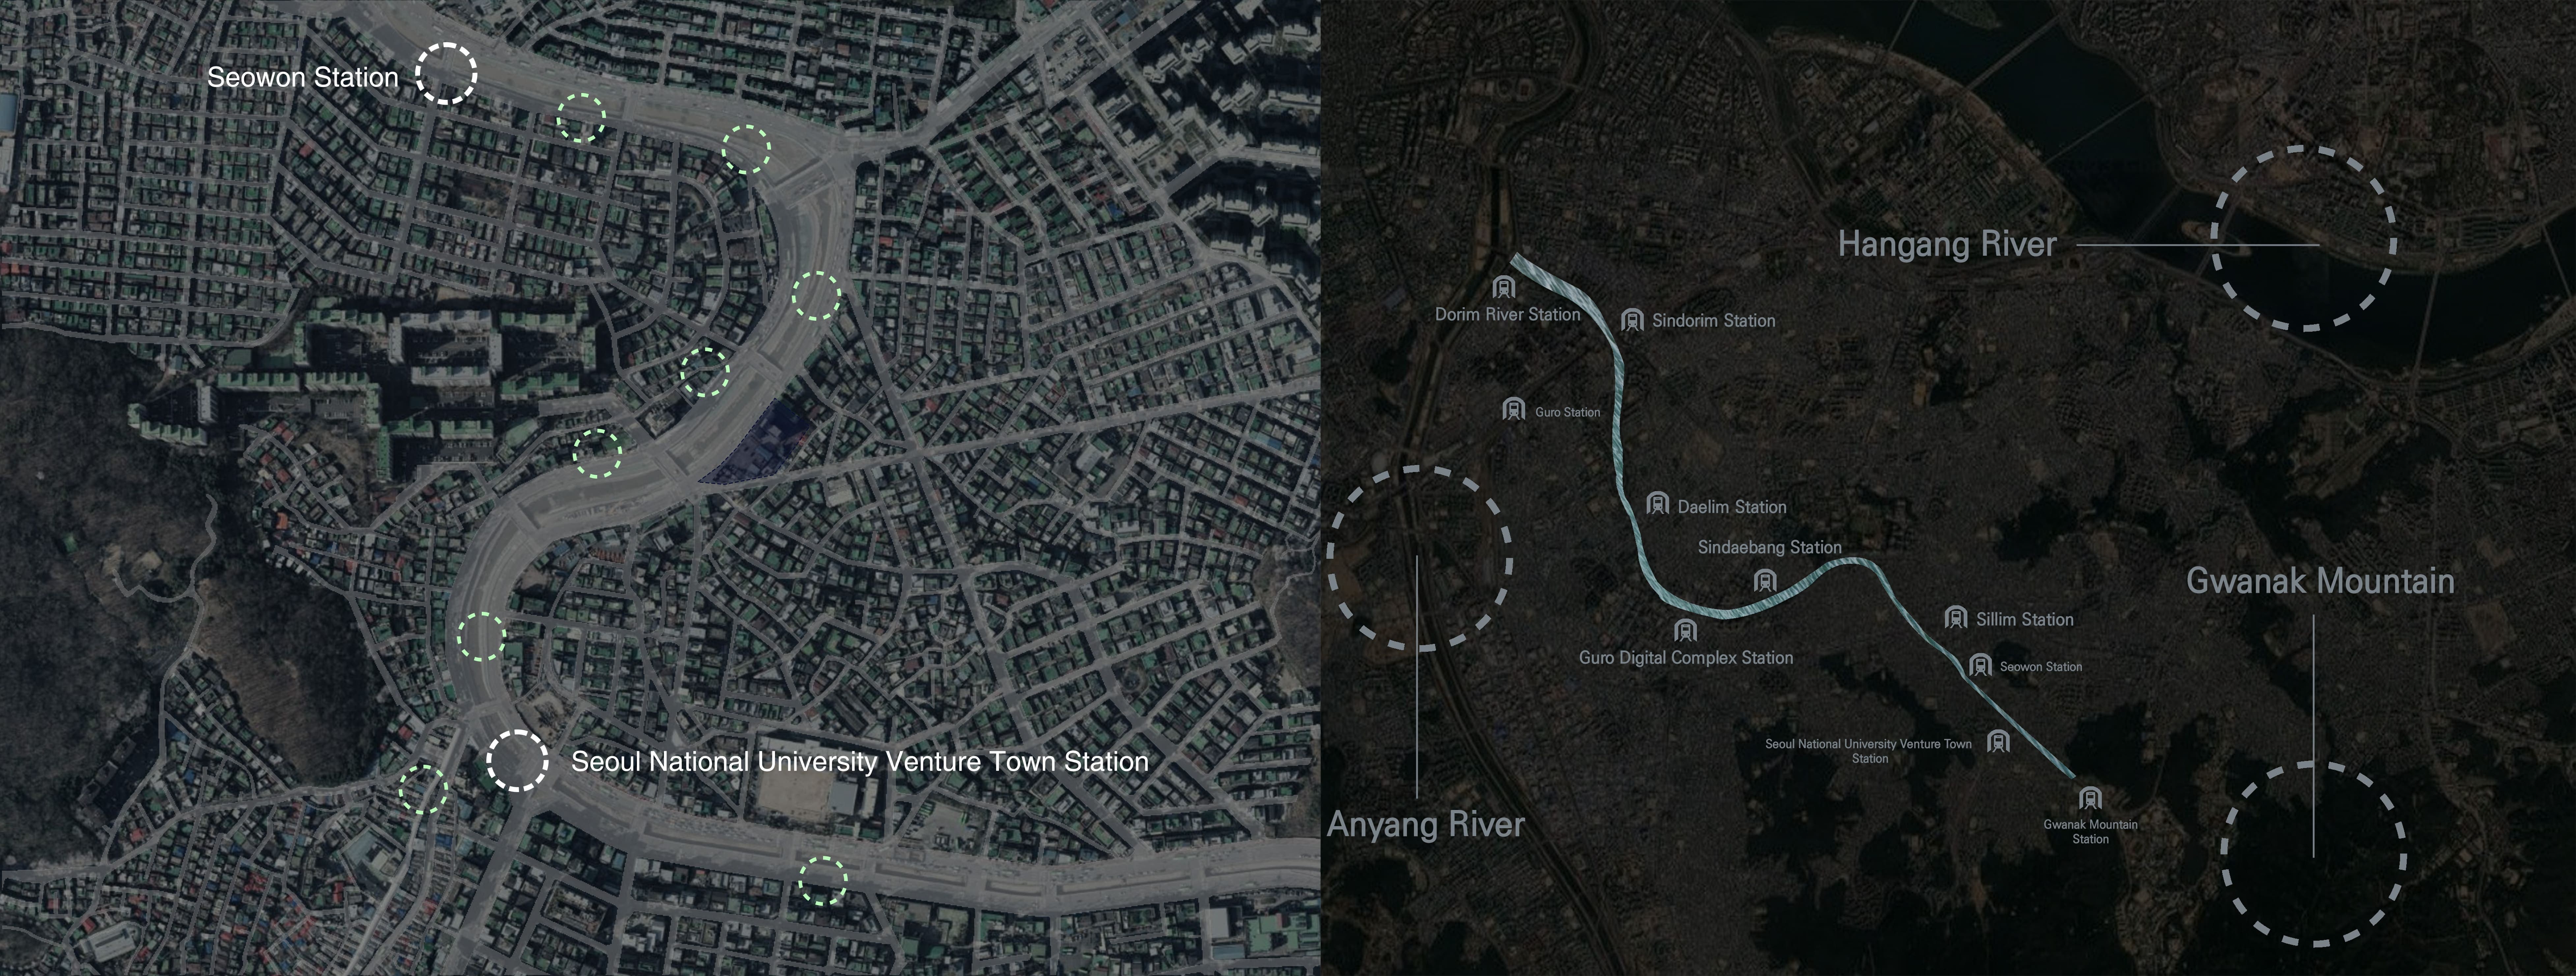 Seowon Station
Seoul National University Venture Town Station
Hangang River
Dorim River Station
Sindorim Station
Guro Station
Daelim Station
Sindaebang Station
Guro Digital Complex Station
Sillim Station
Seowon Station
Seoul National University Venture Town
Station
Gwanak Mountain
Station
Gwanak Mountain
Anyang River